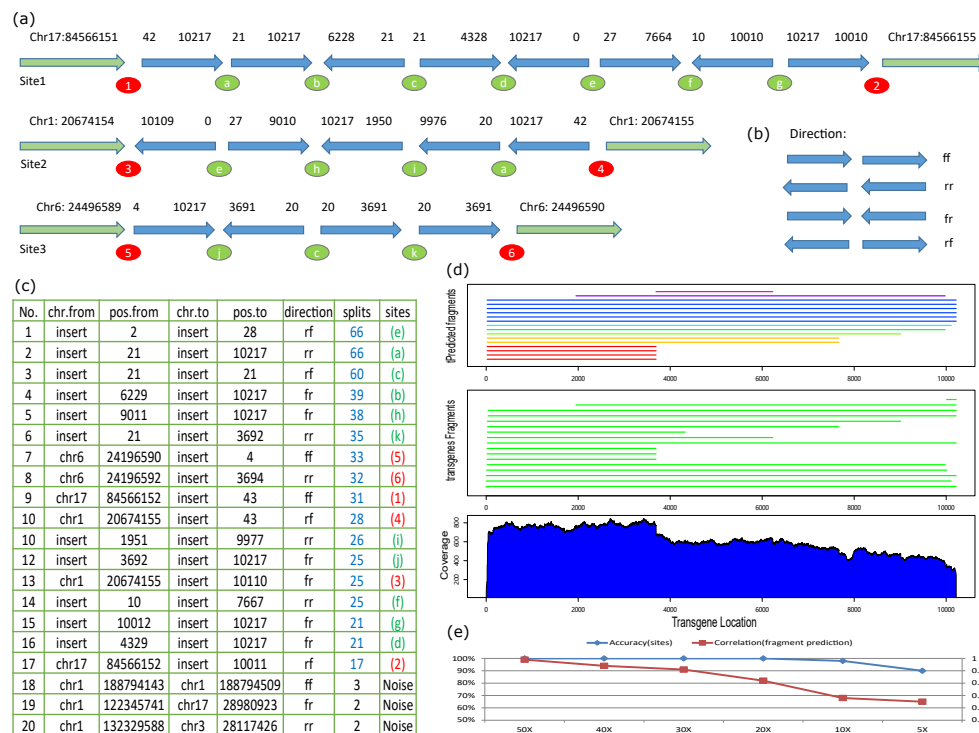 (a)
Chr17:84566151 42 10217 21 10217 6228 21 21 4328 10217 0 27 7664 10 10010 10217 10010 Chr17:84566155
Site1 1 a b c d e f g 2
Chr1: 20674154 10109 0 27 9010 10217 1950 9976 20 10217 42 Chr1: 20674155
Site2 3 e h i a 4
Chr6: 24496589 4 10217 3691 20 20 3691 20 3691 Chr6: 24496590
Site3 5 j c k 6
(b)
Direction:
ff
rr
fr
rf
(c)
No. chr.from pos.from chr.to pos.to direction splits sites
1 insert 2 insert 28 rf 66 (e)
2 insert 21 insert 10217 rr 66 (a)
3 insert 21 insert 21 rf 60 (c)
4 insert 6229 insert 10217 fr 39 (b)
5 insert 9011 insert 10217 fr 38 (h)
6 insert 21 insert 3692 rr 35 (k)
7 chr6 24196590 insert 4 ff 33 (5)
8 chr6 24196592 insert 3694 rr 32 (6)
9 chr17 84566152 insert 43 ff 31 (1)
10 chr1 20674155 insert 43 rf 28 (4)
10 insert 1951 insert 9977 rr 26 (i)
12 insert 3692 insert 10217 fr 25 (j)
13 chr1 20674155 insert 10110 fr 25 (3)
14 insert 10 insert 7667 rr 25 (f)
15 insert 10012 insert 10217 fr 21 (g)
16 insert 4329 insert 10217 fr 21 (d)
17 chr17 84566152 insert 10011 rf 17 (2)
18 chr1 188794143 chr1 188794509 ff 3 Noise
19 chr1 122345741 chr17 28980923 fr 2 Noise
20 chr1 132329588 chr3 28117426 rr 2 Noise
(d)
tPredicted fragments
0 2000 4000 6000 8000 10000
transgenes Fragments
0 2000 4000 6000 8000 10000
Coverage
800
600
400
200
0 2000 4000 6000 8000 10000
Transgene Location
(e)
Accuracy(sites) Correlation(fragment prediction)
100% 1
90% 0.
80% 0.
70% 0.
60% 0.
50% 0
50X 40X 30X 20X 10X 5X